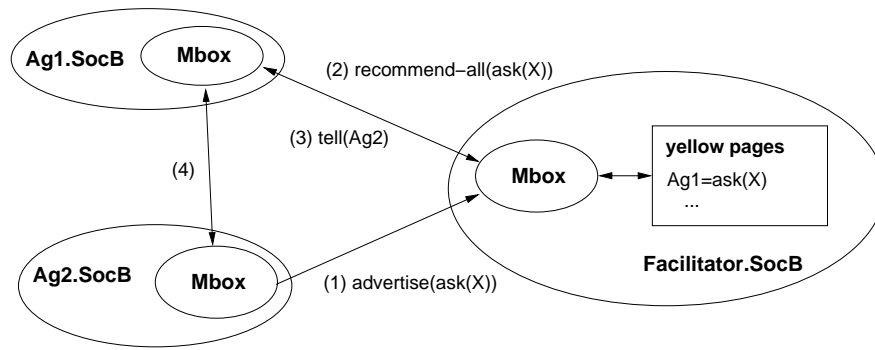 Ag1.SocB
Mbox
(2) recommend−all(ask(X))
(3) tell(Ag2)
(4)
yellow pages
Ag1=ask(X)
...
Mbox
Facilitator.SocB
Ag2.SocB
Mbox
(1) advertise(ask(X))